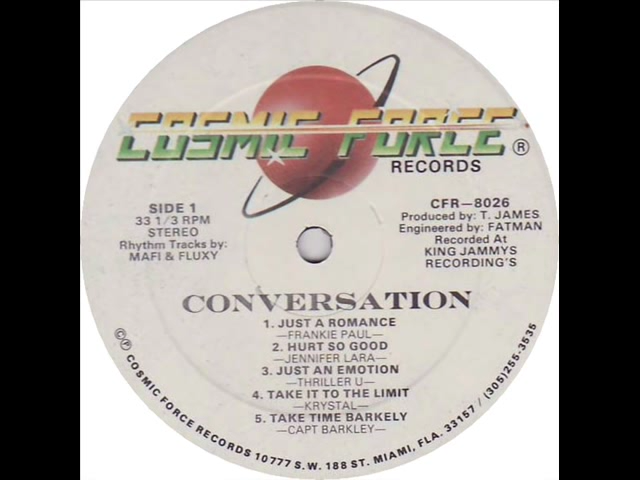 COSMIC FORCE ®
RECORDS
SIDE 1
33 1/3 RPM
STEREO
Rhythm Tracks by:
MAFI & FLUXY
CFR-8026
Produced by: T. JAMES
Engineered by: FATMAN
Recorded At
KING JAMMYS
RECORDING'S
CONVERSATION
1. JUST A ROMANCE
—FRANKIE PAUL—
2. HURT SO GOOD
—JENNIFER LARA—
3. JUST AN EMOTION
—THRILLER U—
4. TAKE IT TO THE LIMIT
—KRYSTAL—
5. TAKE TIME BARKELY
—CAPT BARKLEY—
©℗ COSMIC FORCE RECORDS 10777 S.W. 188 ST. MIAMI, FLA. 33157 / (305) 255-3535